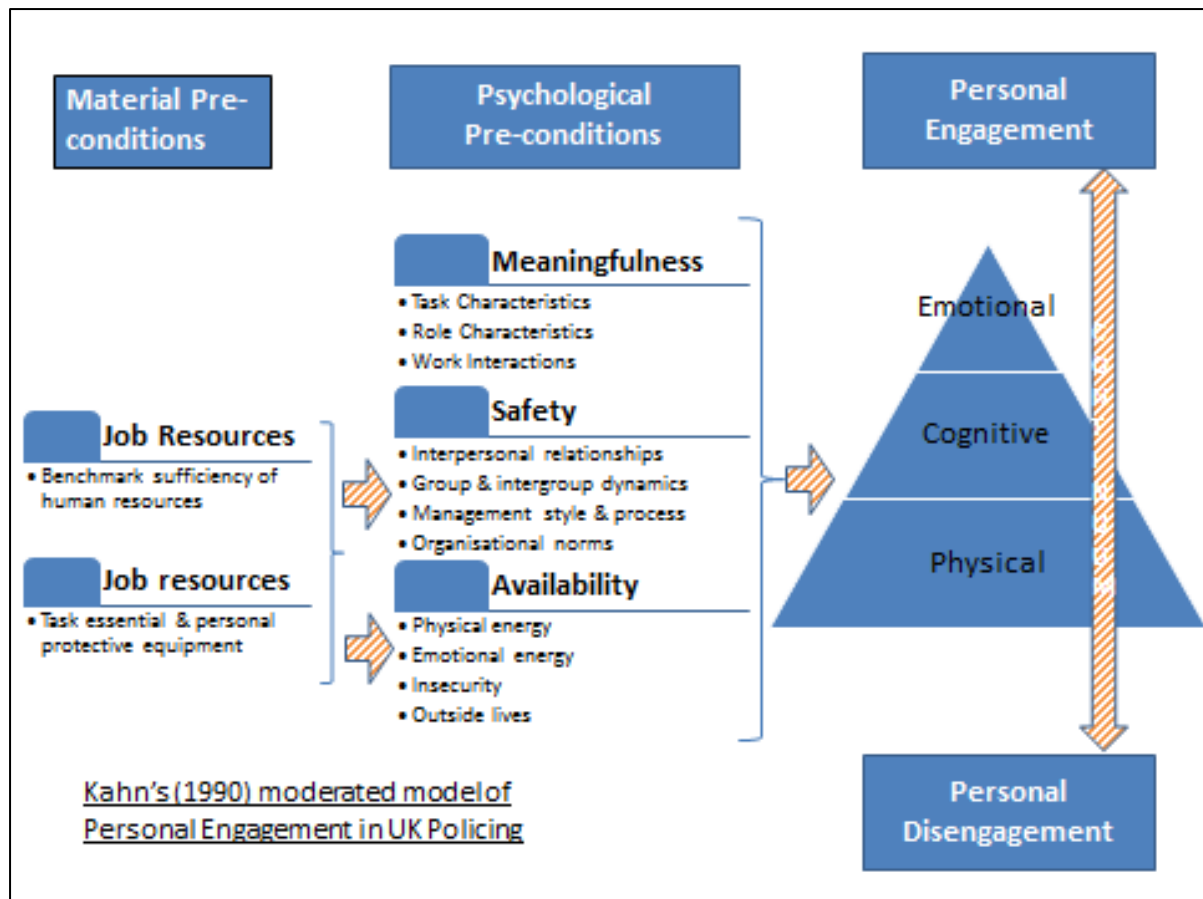 Material Pre-
conditions
Psychological
Pre-conditions
Personal
Engagement
Job Resources
• Benchmark sufficiency of
human resources
Job resources
• Task essential & personal
protective equipment
Meaningfulness
• Task Characteristics
• Role Characteristics
• Work Interactions
Safety
• Interpersonal relationships
• Group & intergroup dynamics
• Management style & process
• Organisational norms
Availability
• Physical energy
• Emotional energy
• Insecurity
• Outside lives
Emotional
Cognitive
Physical
Personal
Disengagement
Kahn's (1990) moderated model of
Personal Engagement in UK Policing